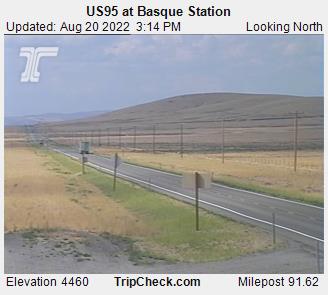 US95 at Basque Station
Updated: Aug 20 2022 3:14 PM Looking North
Elevation 4460 TripCheck.com Milepost 91.62